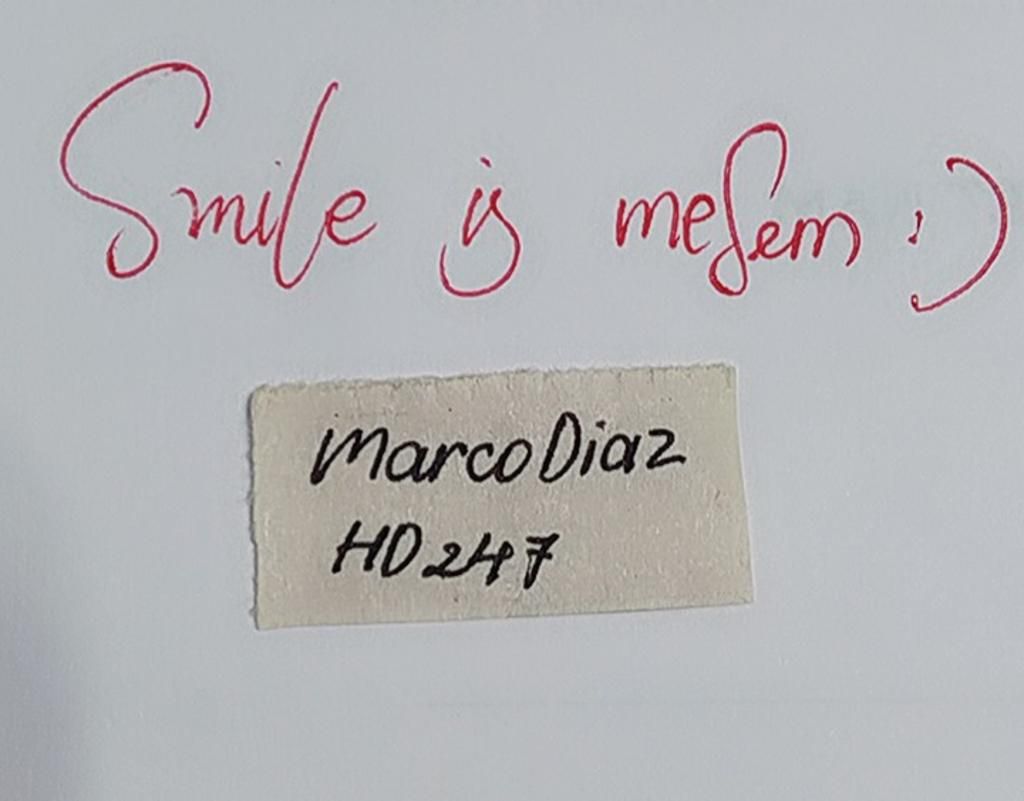 Smile is mesem :)
MarcoDiaz
HD247